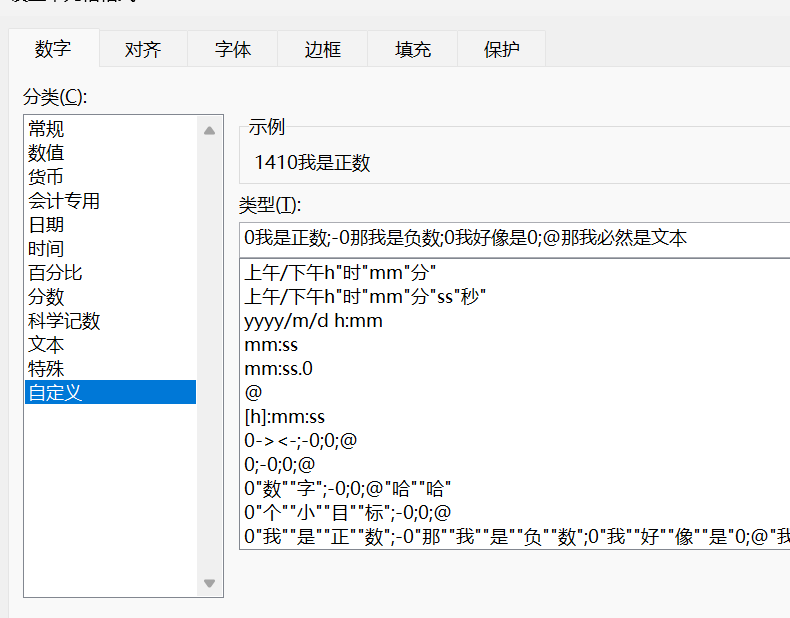 数字 对齐 字体 边框 填充 保护
分类(C):
常规
数值
货币
会计专用
日期
时间
百分比
分数
科学记数
文本
特殊
自定义
示例
1410我是正数
类型(T):
0我是正数;-0那我是负数;0我好像是0;@那我必然是文本
上午/下午h"时"mm"分"
上午/下午h"时"mm"分"ss"秒"
yyyy/m/d h:mm
mm:ss
mm:ss.0
@
[h]:mm:ss
0-><-;-0;0;@
0;-0;0;@
0"数""字";-0;0;@"哈""哈"
0"个""小""目""标";-0;0;@
0"我""是""正""数";-0"那""我""是""负""数";0"我""好""像""是"0;@"我